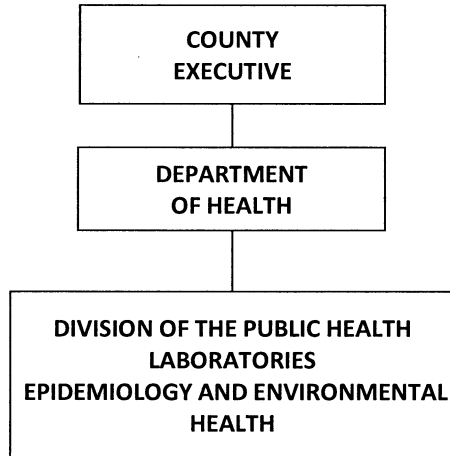 COUNTY
EXECUTIVE
DEPARTMENT
OF HEALTH
DIVISION OF THE PUBLIC HEALTH
LABORATORIES
EPIDEMIOLOGY AND ENVIRONMENTAL
HEALTH